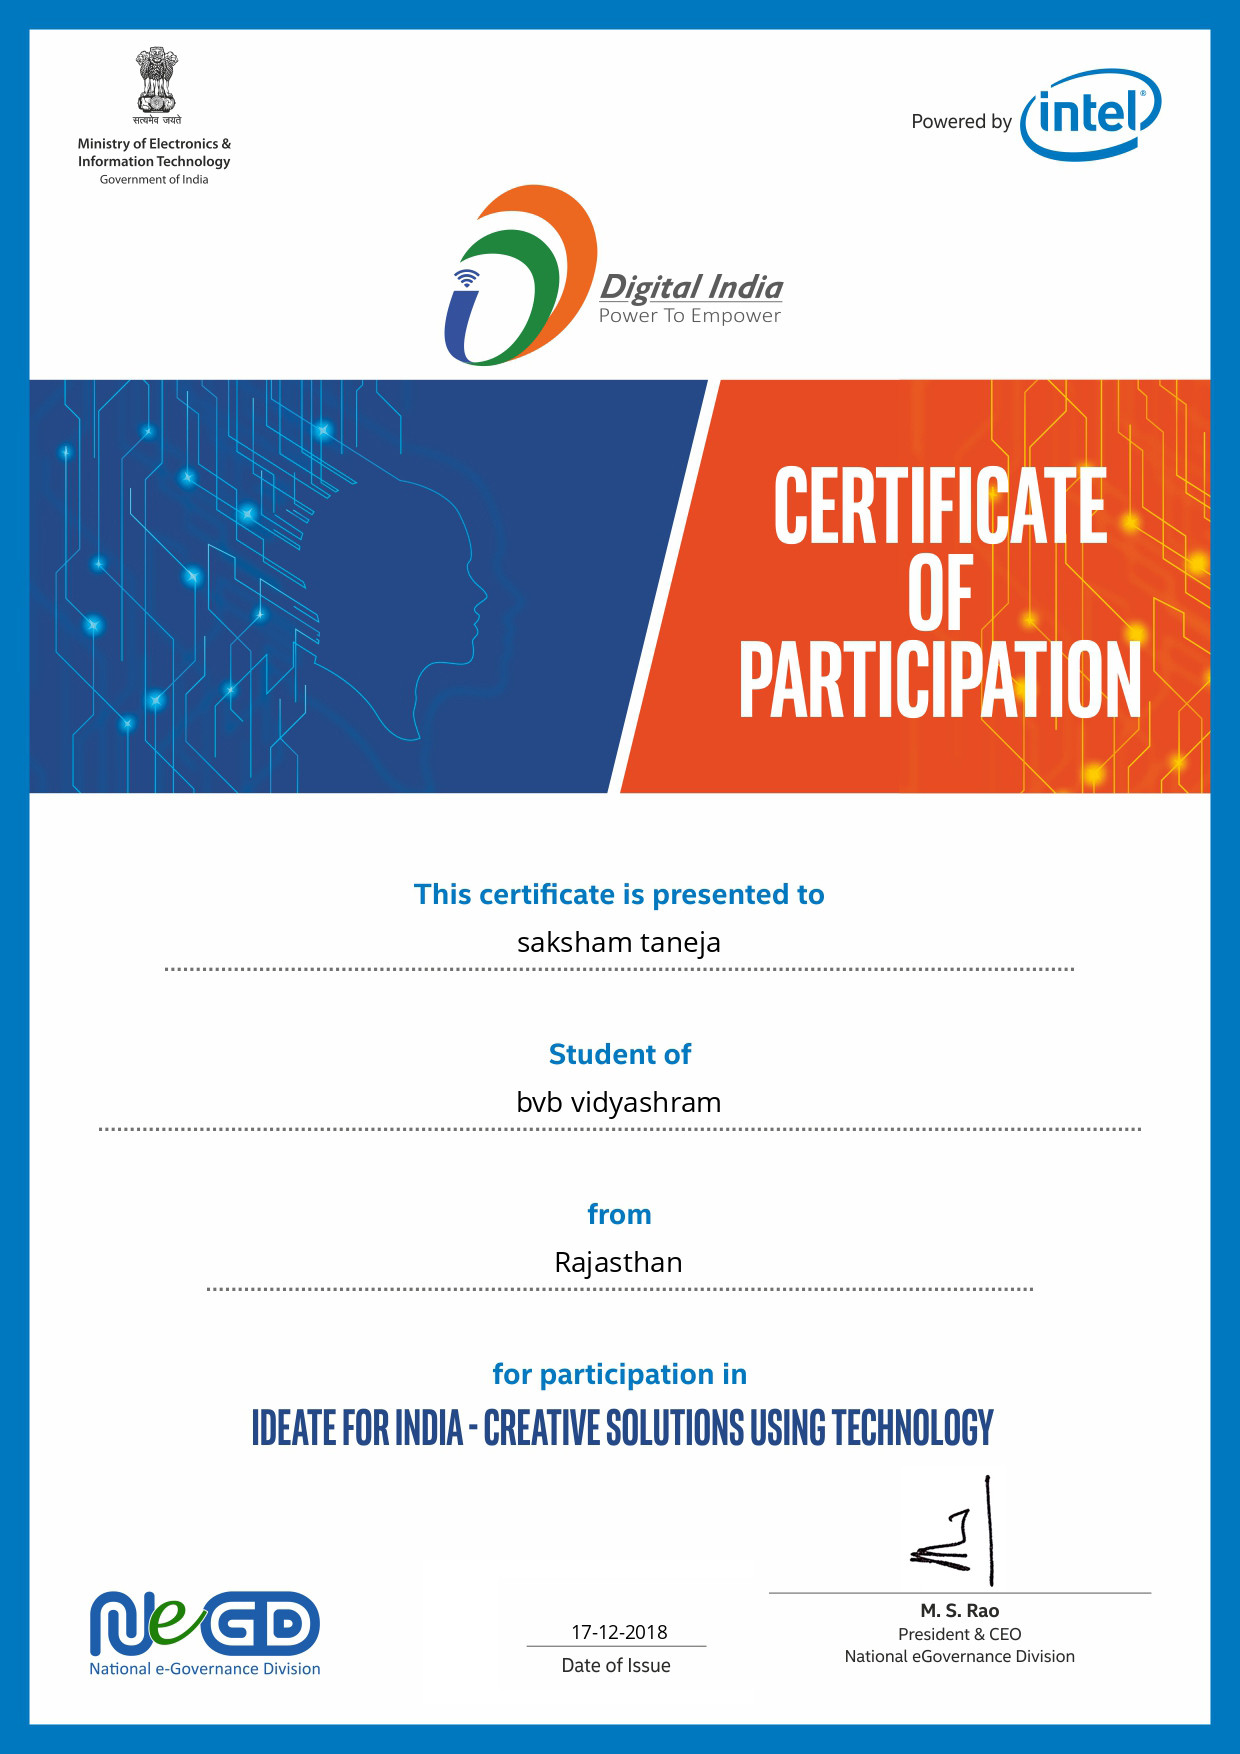 सत्यमेव जयते
Ministry of Electronics &
Information Technology
Government of India
Powered by intel®
Digital India
Power To Empower
CERTIFICATE
OF
PARTICIPATION
This certificate is presented to
saksham taneja
Student of
bvb vidyashram
from
Rajasthan
for participation in
IDEATE FOR INDIA - CREATIVE SOLUTIONS USING TECHNOLOGY
NeGD
National e-Governance Division
17-12-2018
Date of Issue
M. S. Rao
President & CEO
National eGovernance Division